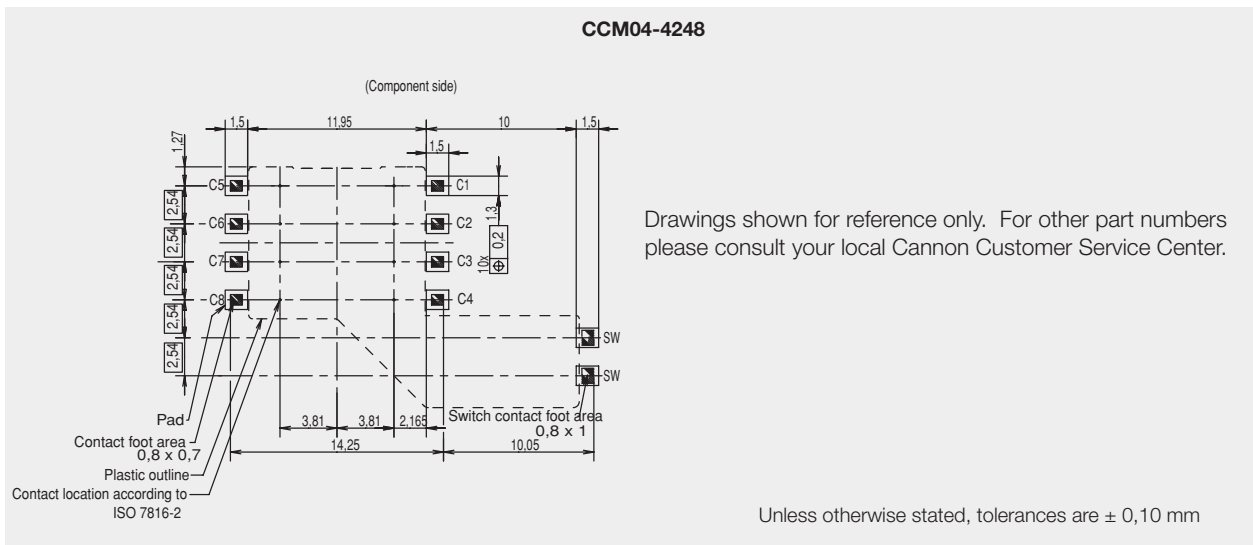 CCM04-4248
(Component side)
1,5
11,95
10
1,5
1,27
1,5
C5
C1
2,54
1,3
C6
C2
2,54
0,2
10x
C7
C3
2,54
C8
C4
2,54
SW
2,54
SW
Drawings shown for reference only. For other part numbers
please consult your local Cannon Customer Service Center.
Pad
3,81
3,81
2,165
Switch contact foot area
0,8 x 1
Contact foot area
0,8 x 0,7
14,25
10,05
Plastic outline
Contact location according to
ISO 7816-2
Unless otherwise stated, tolerances are ± 0,10 mm